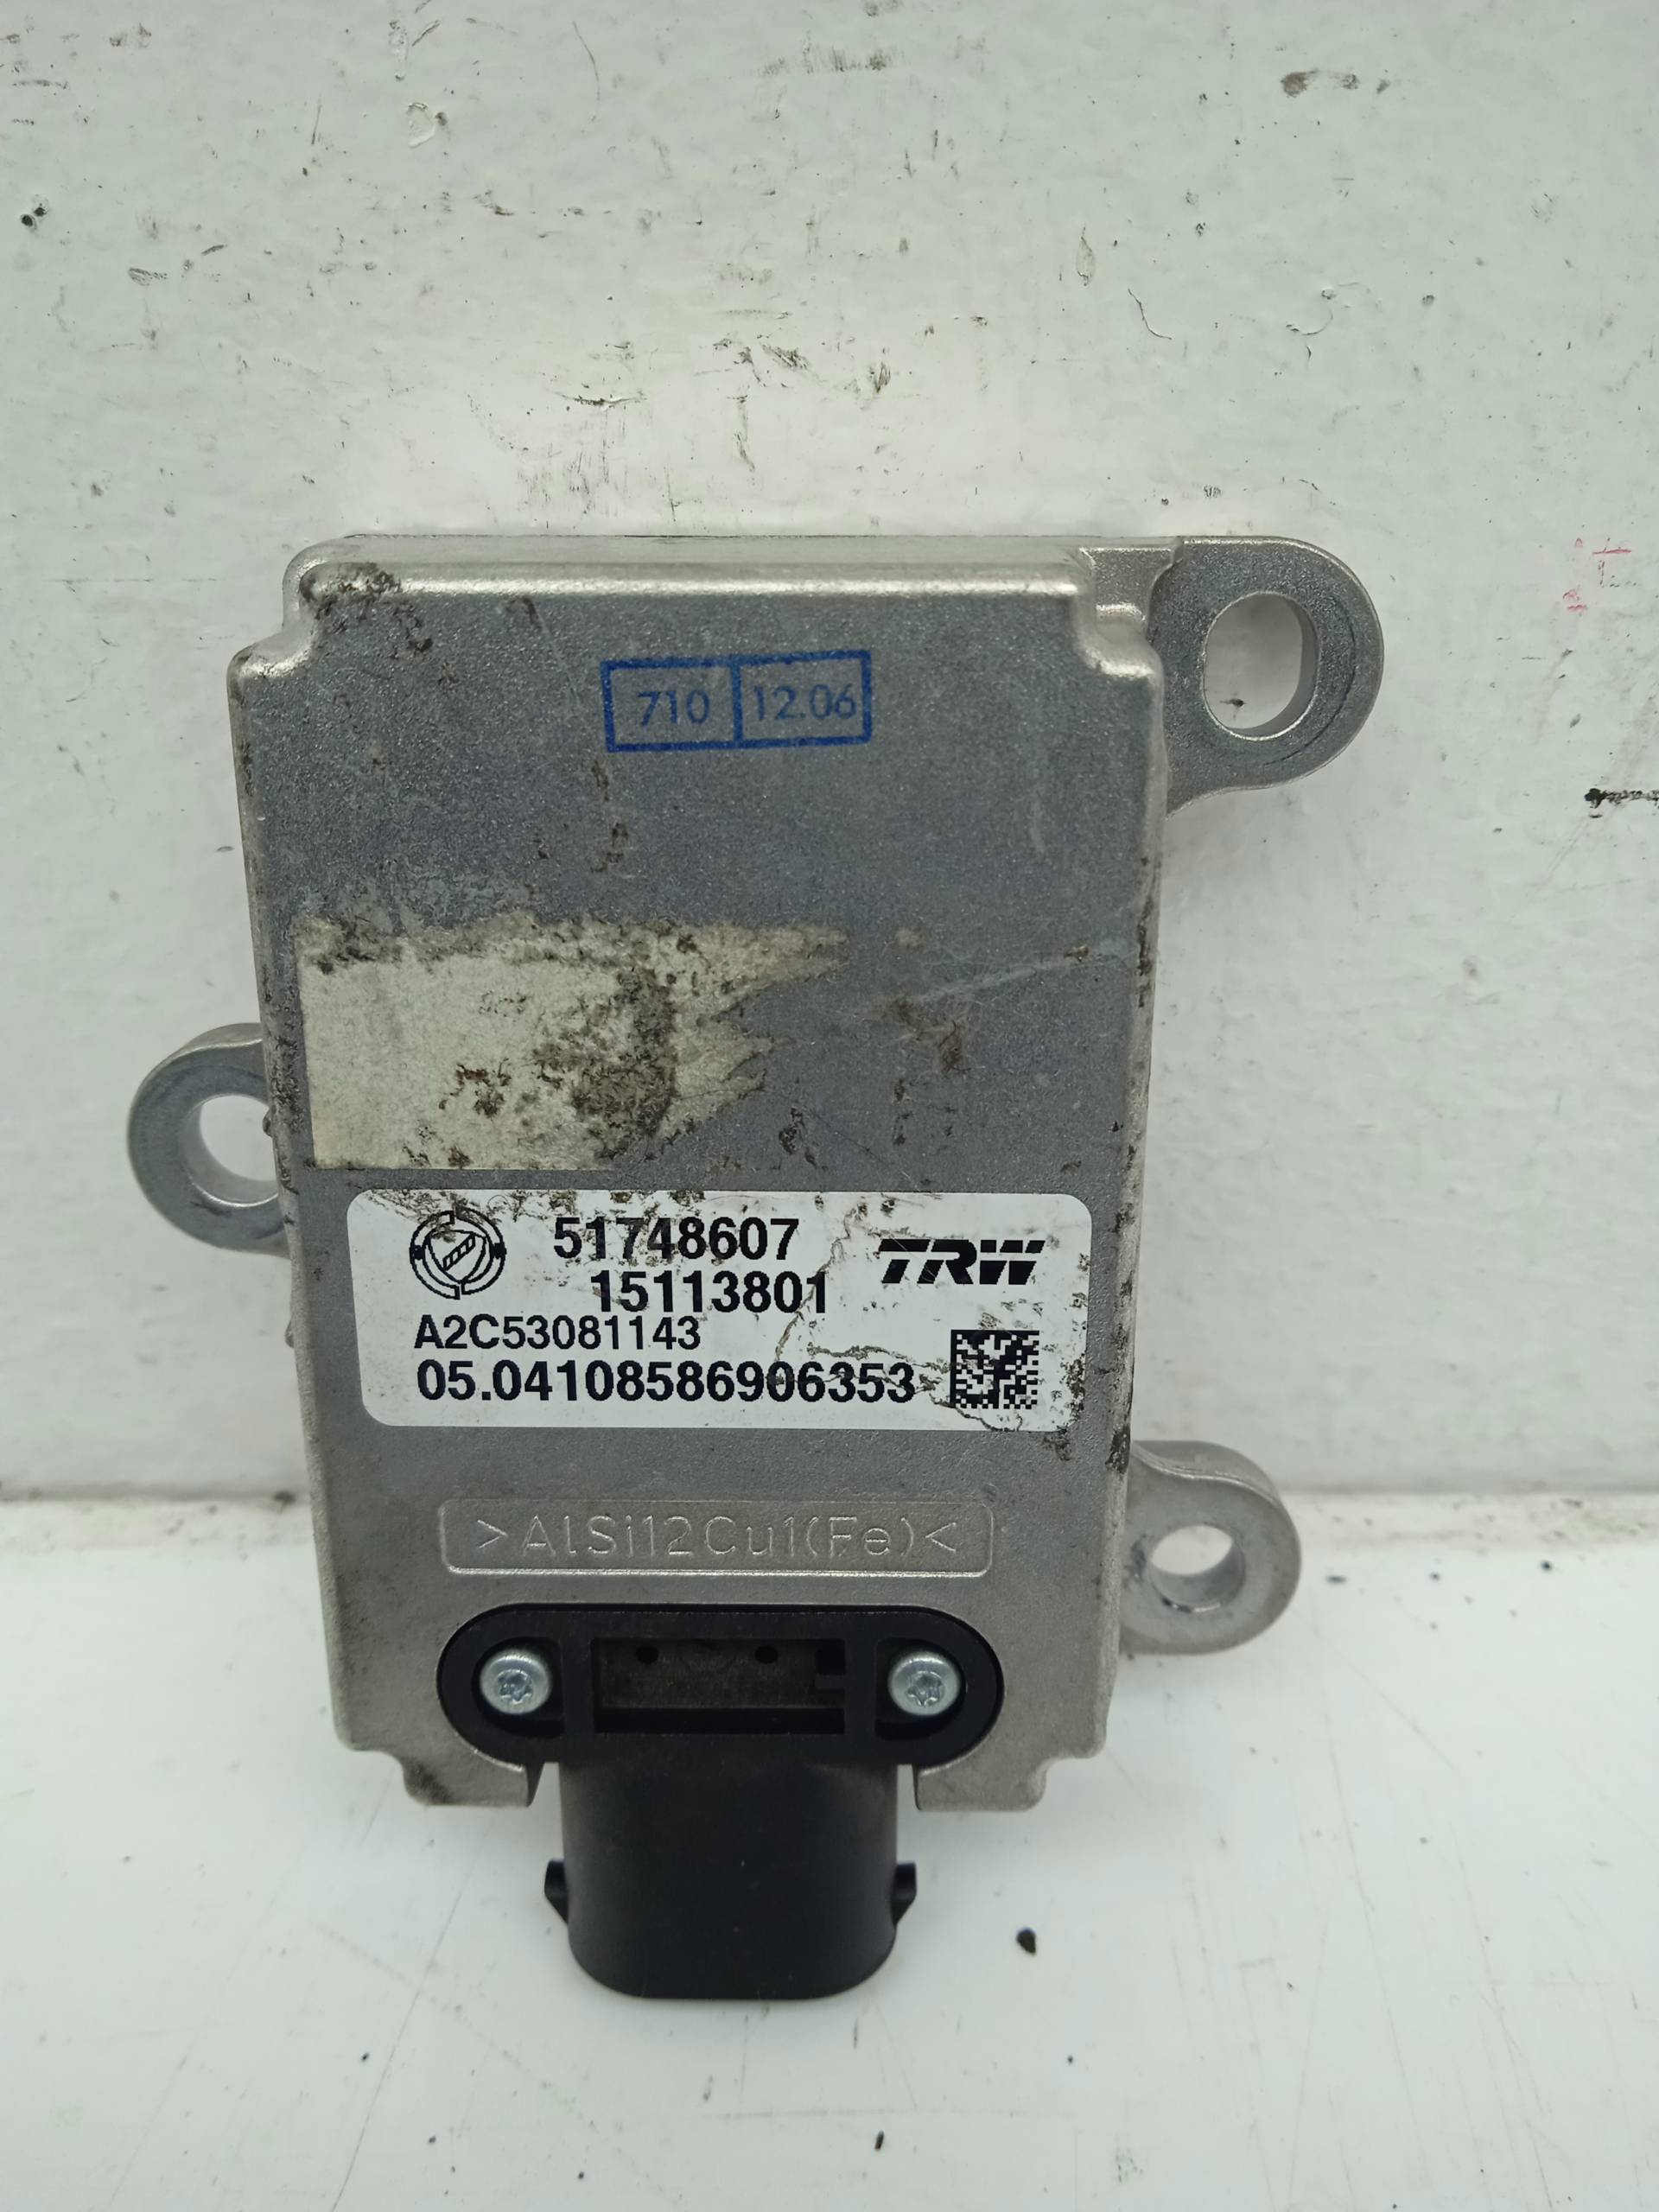 710 12.06
51748607
TRW
15113801
A2C53081143
05.04108586906353
>AlSi12Cu1(Fe)<